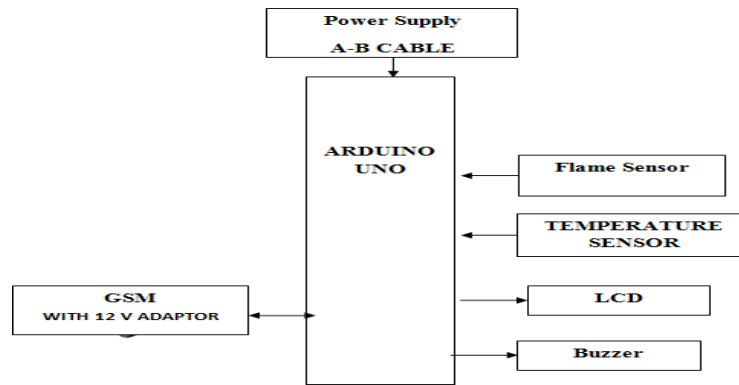 Power Supply
A-B CABLE
ARDUINO
UNO
Flame Sensor
TEMPERATURE
SENSOR
GSM
WITH 12 V ADAPTOR
LCD
Buzzer